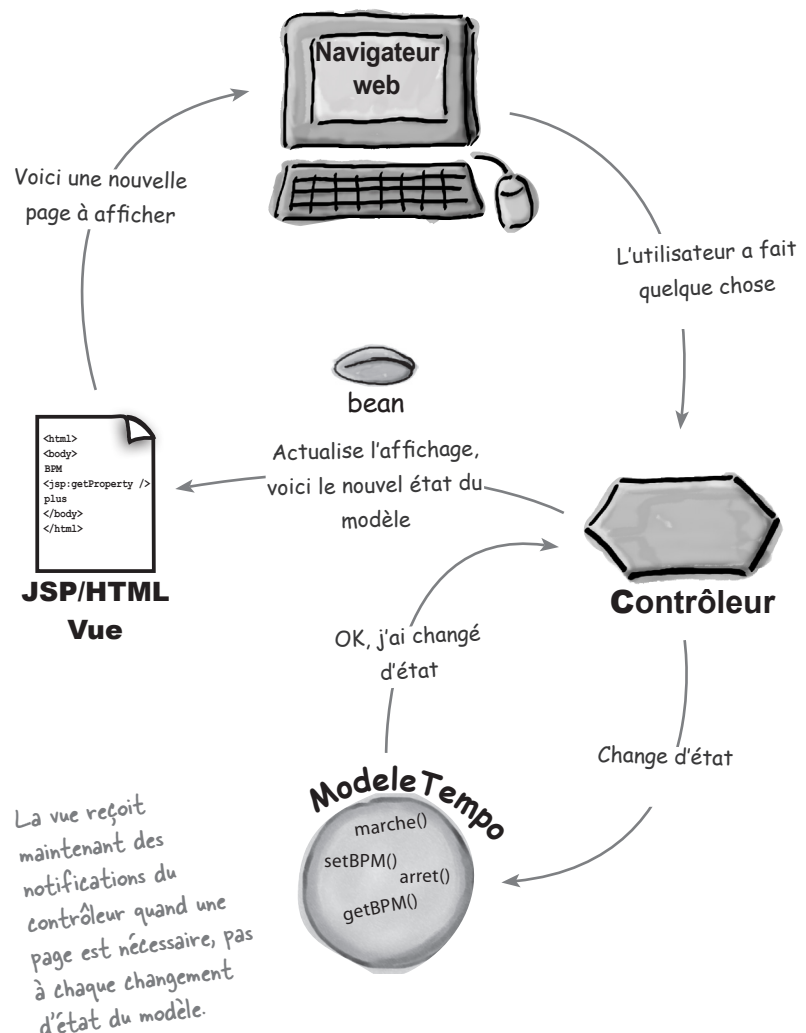 Navigateur
web
Voici une nouvelle
page à afficher
L'utilisateur a fait
quelque chose
bean
Actualise l'affichage,
voici le nouvel état du
modèle
<html>
<body>
BPM
<jsp:getProperty />
plus
</body>
</html>
JSP/HTML
Vue
Contrôleur
OK, j'ai changé
d'état
Change d'état
ModeleTempo
marche()
setBPM()
arret()
getBPM()
La vue reçoit
maintenant des
notifications du
contrôleur quand une
page est nécessaire, pas
à chaque changement
d'état du modèle.